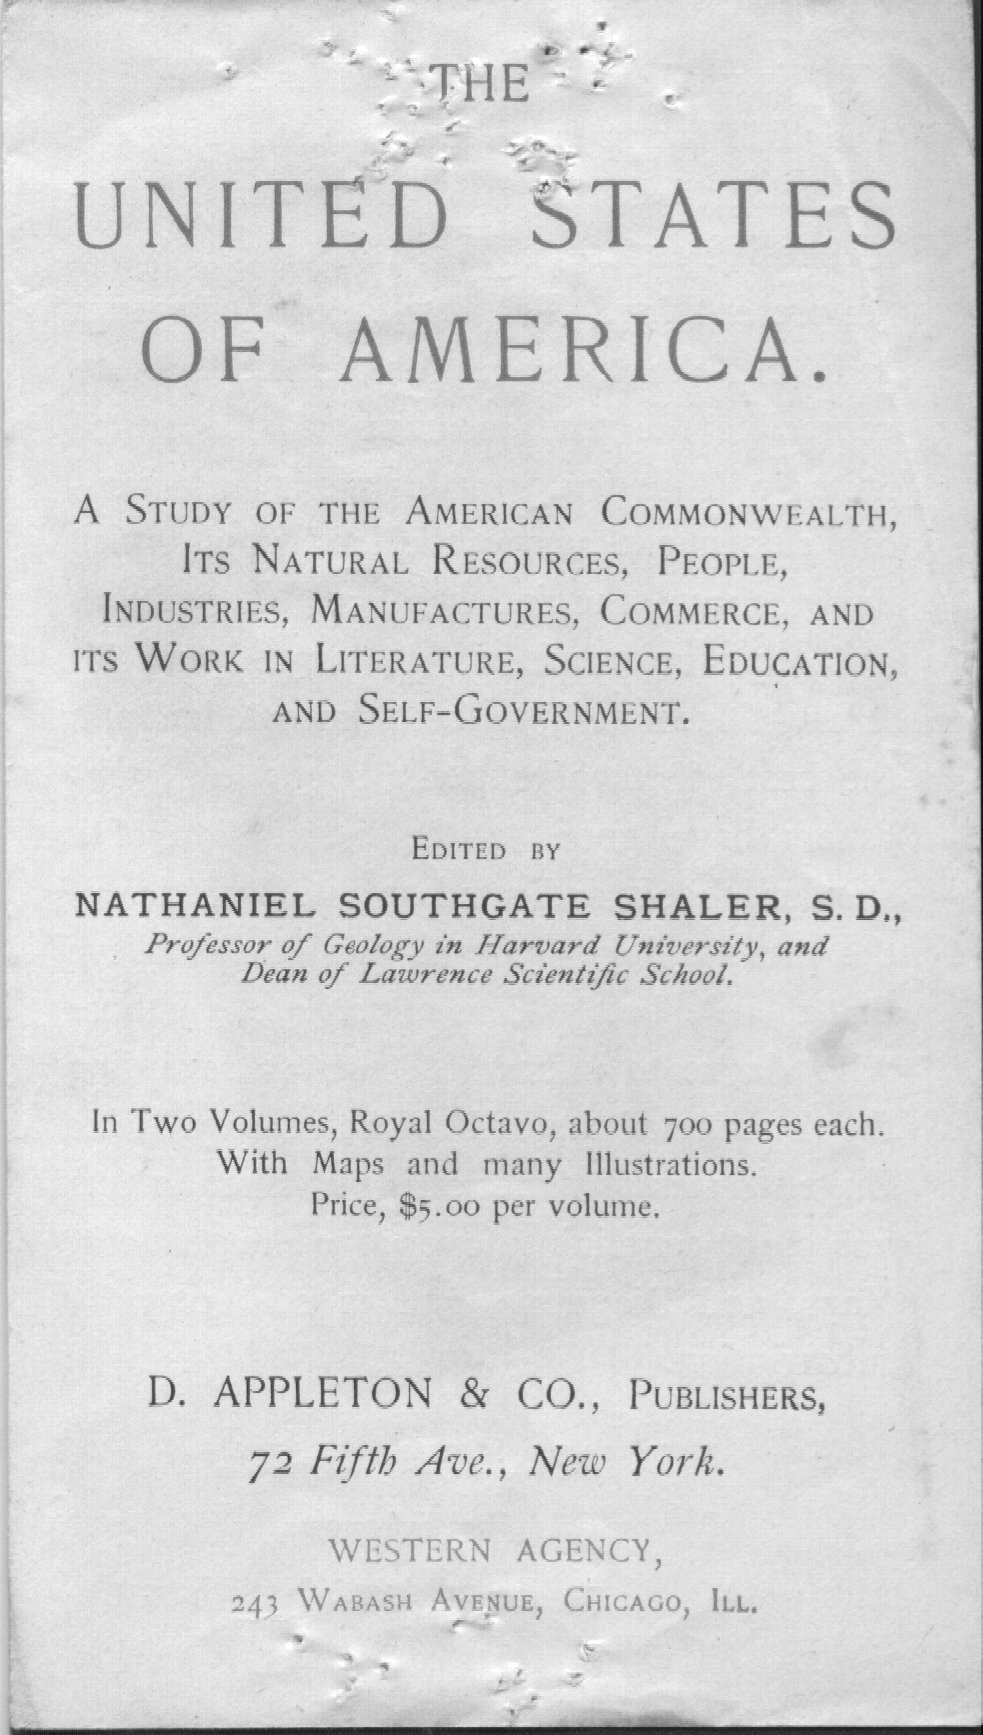 THE
UNITED STATES
OF AMERICA.
A STUDY OF THE AMERICAN COMMONWEALTH,
ITS NATURAL RESOURCES, PEOPLE,
INDUSTRIES, MANUFACTURES, COMMERCE, AND
ITS WORK IN LITERATURE, SCIENCE, EDUCATION,
AND SELF-GOVERNMENT.
EDITED BY
NATHANIEL SOUTHGATE SHALER, S. D.,
Professor of Geology in Harvard University, and
Dean of Lawrence Scientific School.
In Two Volumes, Royal Octavo, about 700 pages each.
With Maps and many Illustrations.
Price, $5.00 per volume.
D. APPLETON & CO., PUBLISHERS,
72 Fifth Ave., New York.
WESTERN AGENCY,
243 WABASH AVENUE, CHICAGO, ILL.